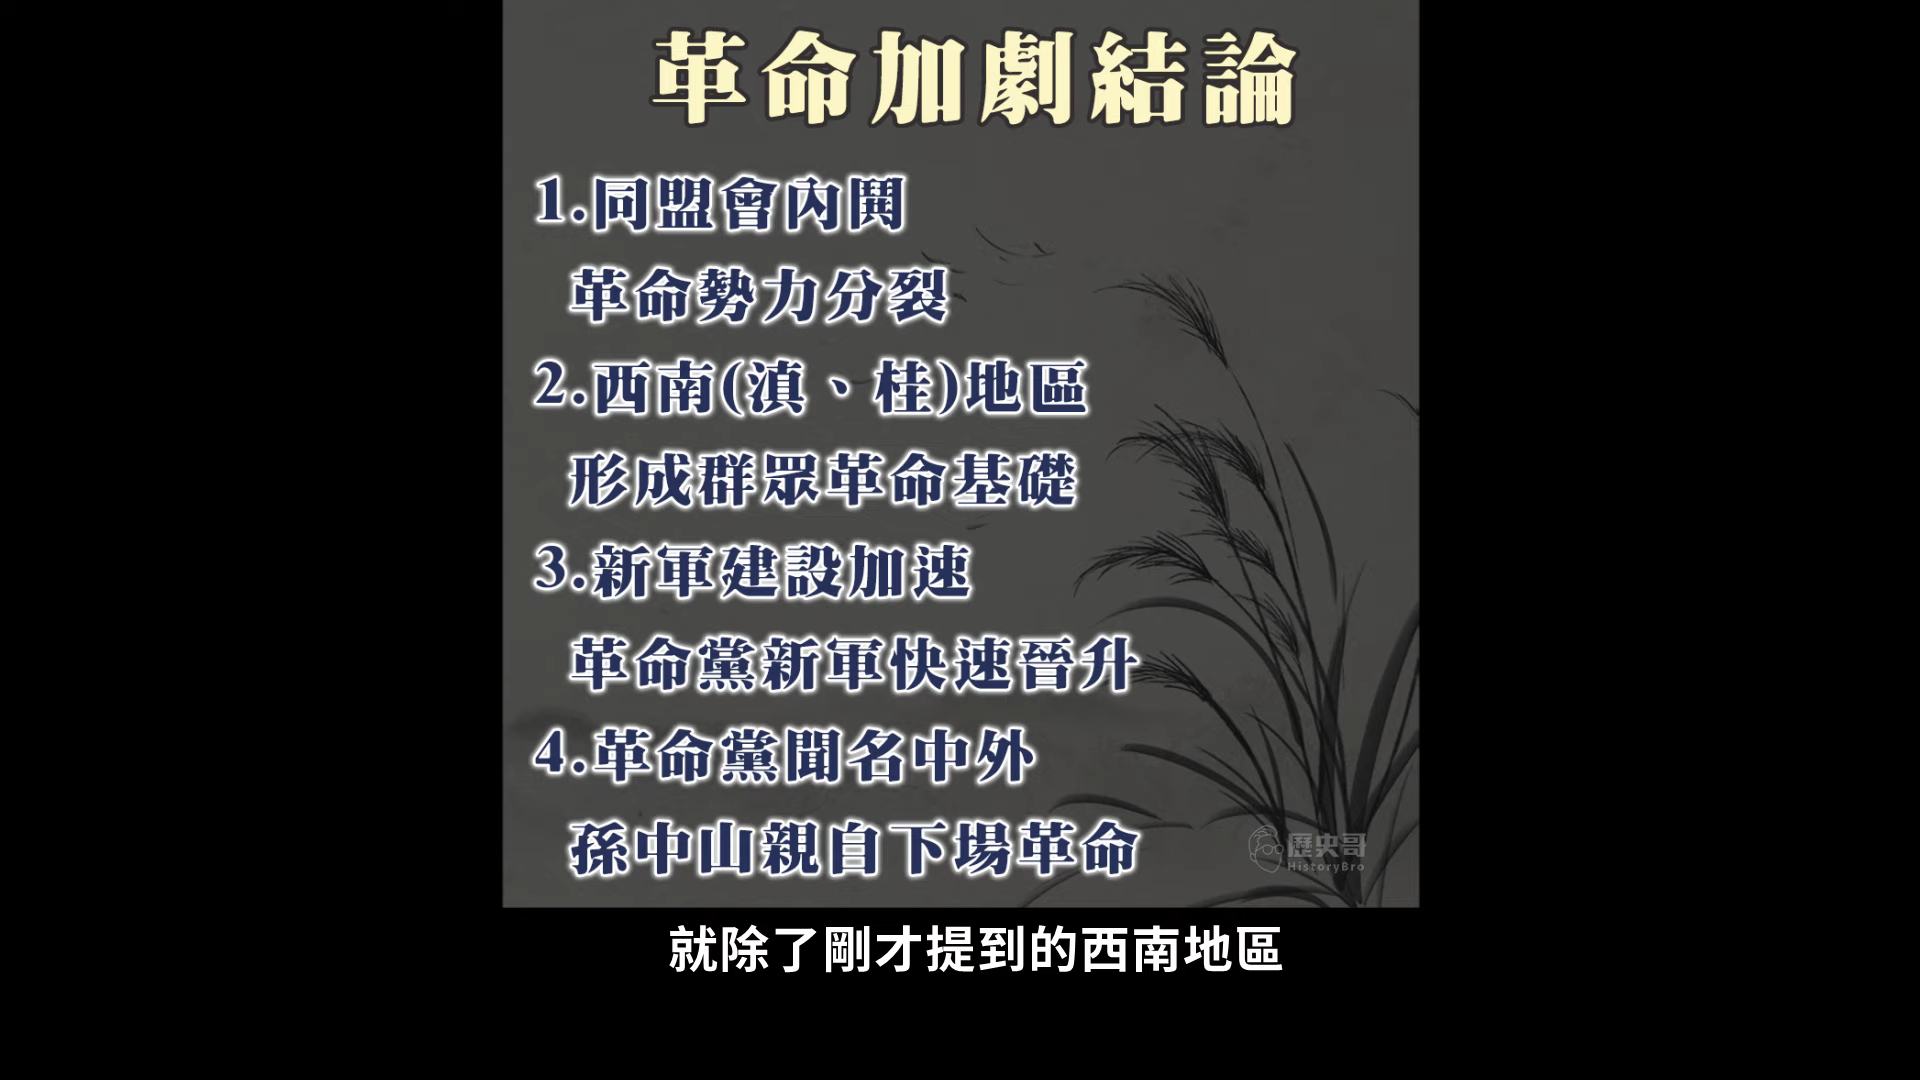 革命加劇結論
1.同盟會內鬨
革命勢力分裂
2.西南(滇、桂)地區
形成群眾革命基礎
3.新軍建設加速
革命黨新軍快速晉升
4.革命黨聞名中外
孫中山親自下場革命
歷史哥
HistoryBro
就除了剛才提到的西南地區